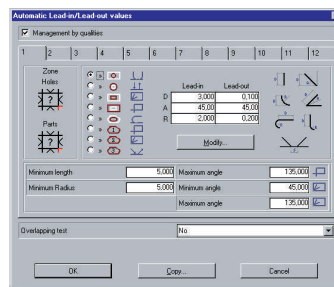 Automatic Lead-in/Lead-out values
Management by qualities
1 2 3 4 5 6 7 8 9 10 11 12
Zone
Holes
?
Parts
?
Lead-in Lead-out
D 3,000 0,100
A 45,00 45,00
R 2,000 0,200
Modify...
Minimum length 5,000 Maximum angle 135,000
Minimum Radius 5,000 Minimum angle 45,000
Maximum angle 135,000
Overlapping test No
OK Copy... Cancel